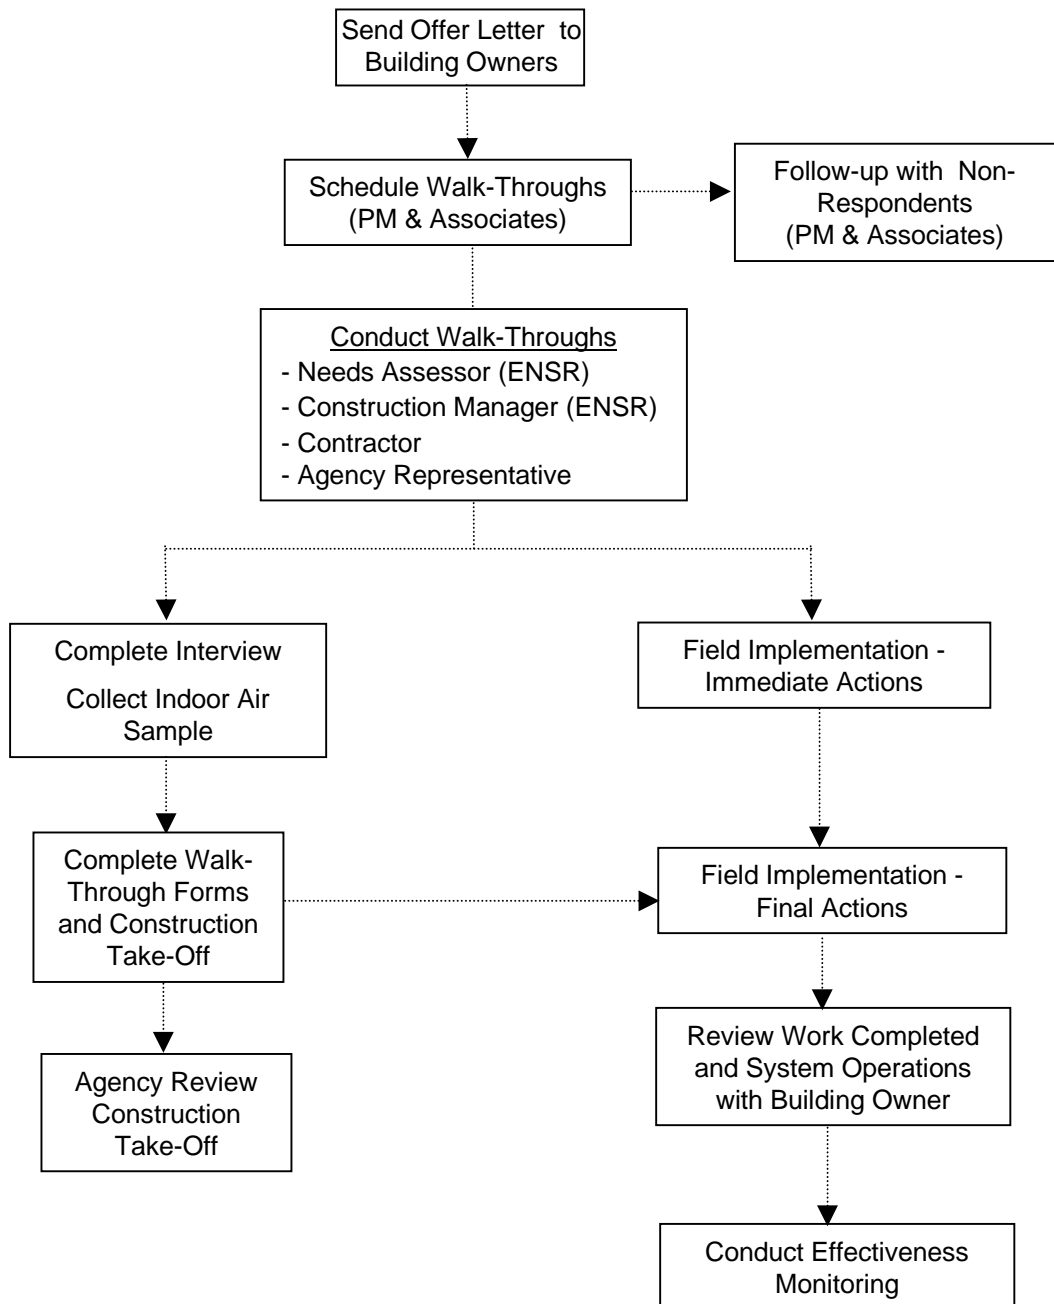 Send Offer Letter to
Building Owners
Schedule Walk-Throughs
(PM & Associates)
Follow-up with Non-
Respondents
(PM & Associates)
Conduct Walk-Throughs
- Needs Assessor (ENSR)
- Construction Manager (ENSR)
- Contractor
- Agency Representative
Complete Interview
Collect Indoor Air
Sample
Field Implementation -
Immediate Actions
Complete Walk-
Through Forms
and Construction
Take-Off
Field Implementation -
Final Actions
Agency Review
Construction
Take-Off
Review Work Completed
and System Operations
with Building Owner
Conduct Effectiveness
Monitoring